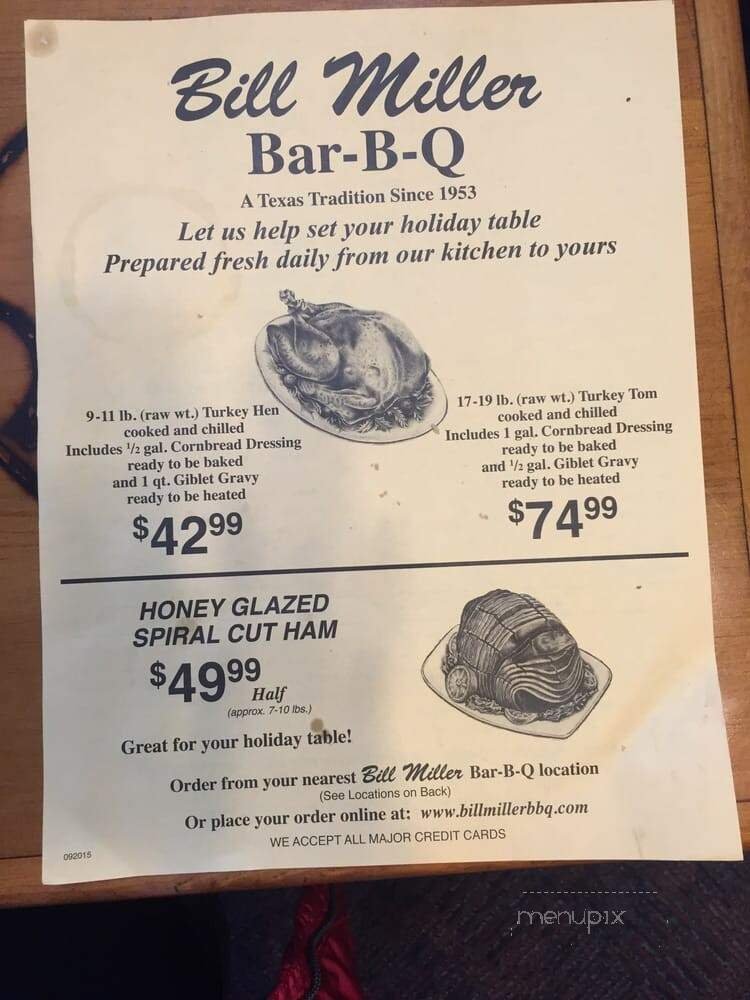 Bill Miller
Bar-B-Q
A Texas Tradition Since 1953
Let us help set your holiday table
Prepared fresh daily from our kitchen to yours
9-11 lb. (raw wt.) Turkey Hen
cooked and chilled
Includes 1/2 gal. Cornbread Dressing
ready to be baked
and 1 qt. Giblet Gravy
ready to be heated
$42.99
17-19 lb. (raw wt.) Turkey Tom
cooked and chilled
Includes 1 gal. Cornbread Dressing
ready to be baked
and 1/2 gal. Giblet Gravy
ready to be heated
$74.99
HONEY GLAZED
SPIRAL CUT HAM
$49.99 Half
(approx. 7-10 lbs.)
Great for your holiday table!
Order from your nearest Bill Miller Bar-B-Q location
(See Locations on Back)
Or place your order online at: www.billmillerbbq.com
WE ACCEPT ALL MAJOR CREDIT CARDS
092015
menupix